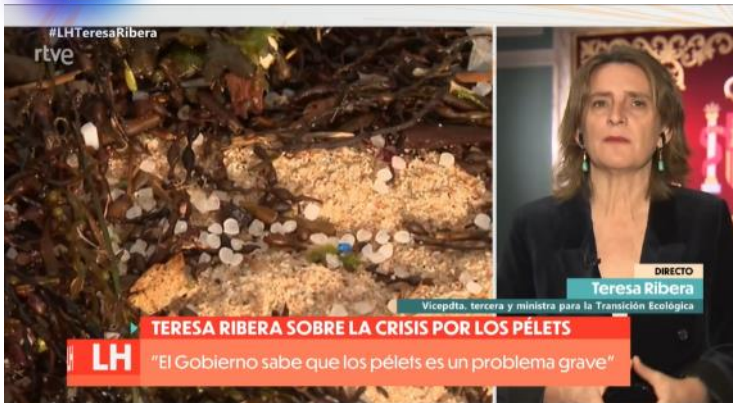 #LHTeresaRibera
rtve
DIRECTO
Teresa Ribera
Vicepdta. tercera y ministra para la Transición Ecológica
TERESA RIBERA SOBRE LA CRISIS POR LOS PÉLETS
LH
"El Gobierno sabe que los pélets es un problema grave"